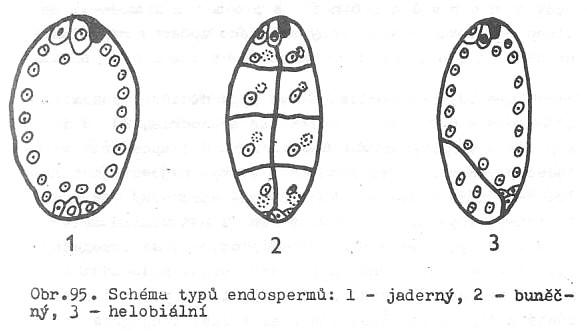 1
2
3
Obr.95. Schéma typů endospermů: 1 - jaderný, 2 - buněč-
ný, 3 - helobiální